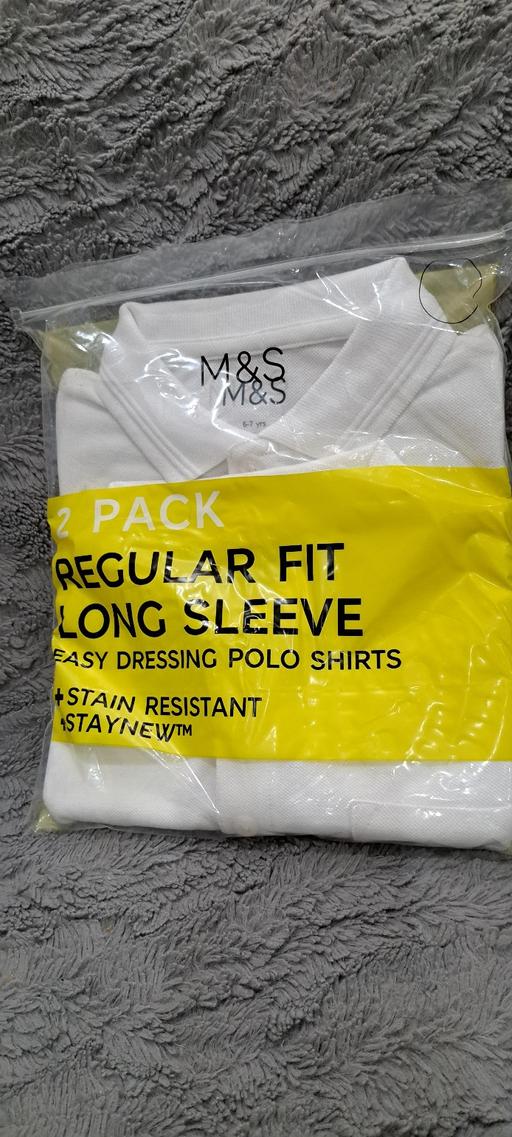 M&S
M&S
6-7 yrs
2 PACK
REGULAR FIT
LONG SLEEVE
EASY DRESSING POLO SHIRTS
+STAIN RESISTANT
+STAYNEW™